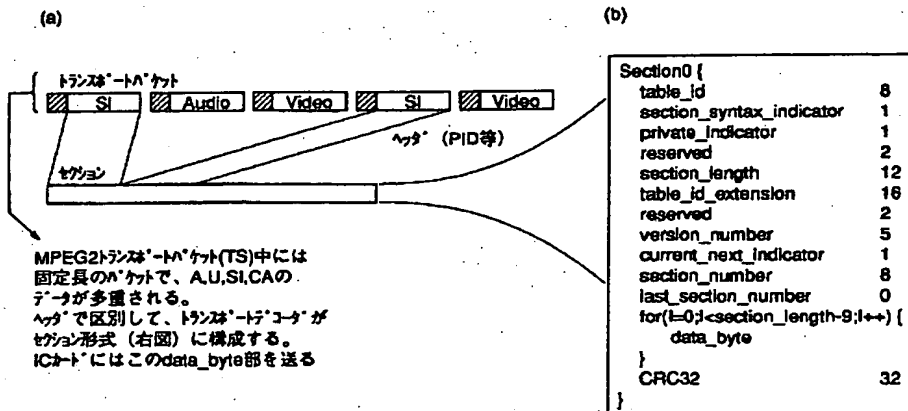 (a)
トランスポートパケット
SI Audio Video SI Video
ヘッダ (PID等)
セクション
MPEG2トランスポートパケット(TS)中には
固定長のパケットで、A,U,SI,CAの
データが多重される。
ヘッダで区別して、トランスポートデコーダが
セクション形式（右図）に構成する。
ICカードにはこのdata_byte部を送る
(b)
Section0 {
table_id 8
section_syntax_indicator 1
private_indicator 1
reserved 2
section_length 12
table_id_extension 16
reserved 2
version_number 5
current_next_indicator 1
section_number 8
last_section_number 0
for(I=0;I<section_length-9;I++) {
data_byte
}
CRC32 32
}